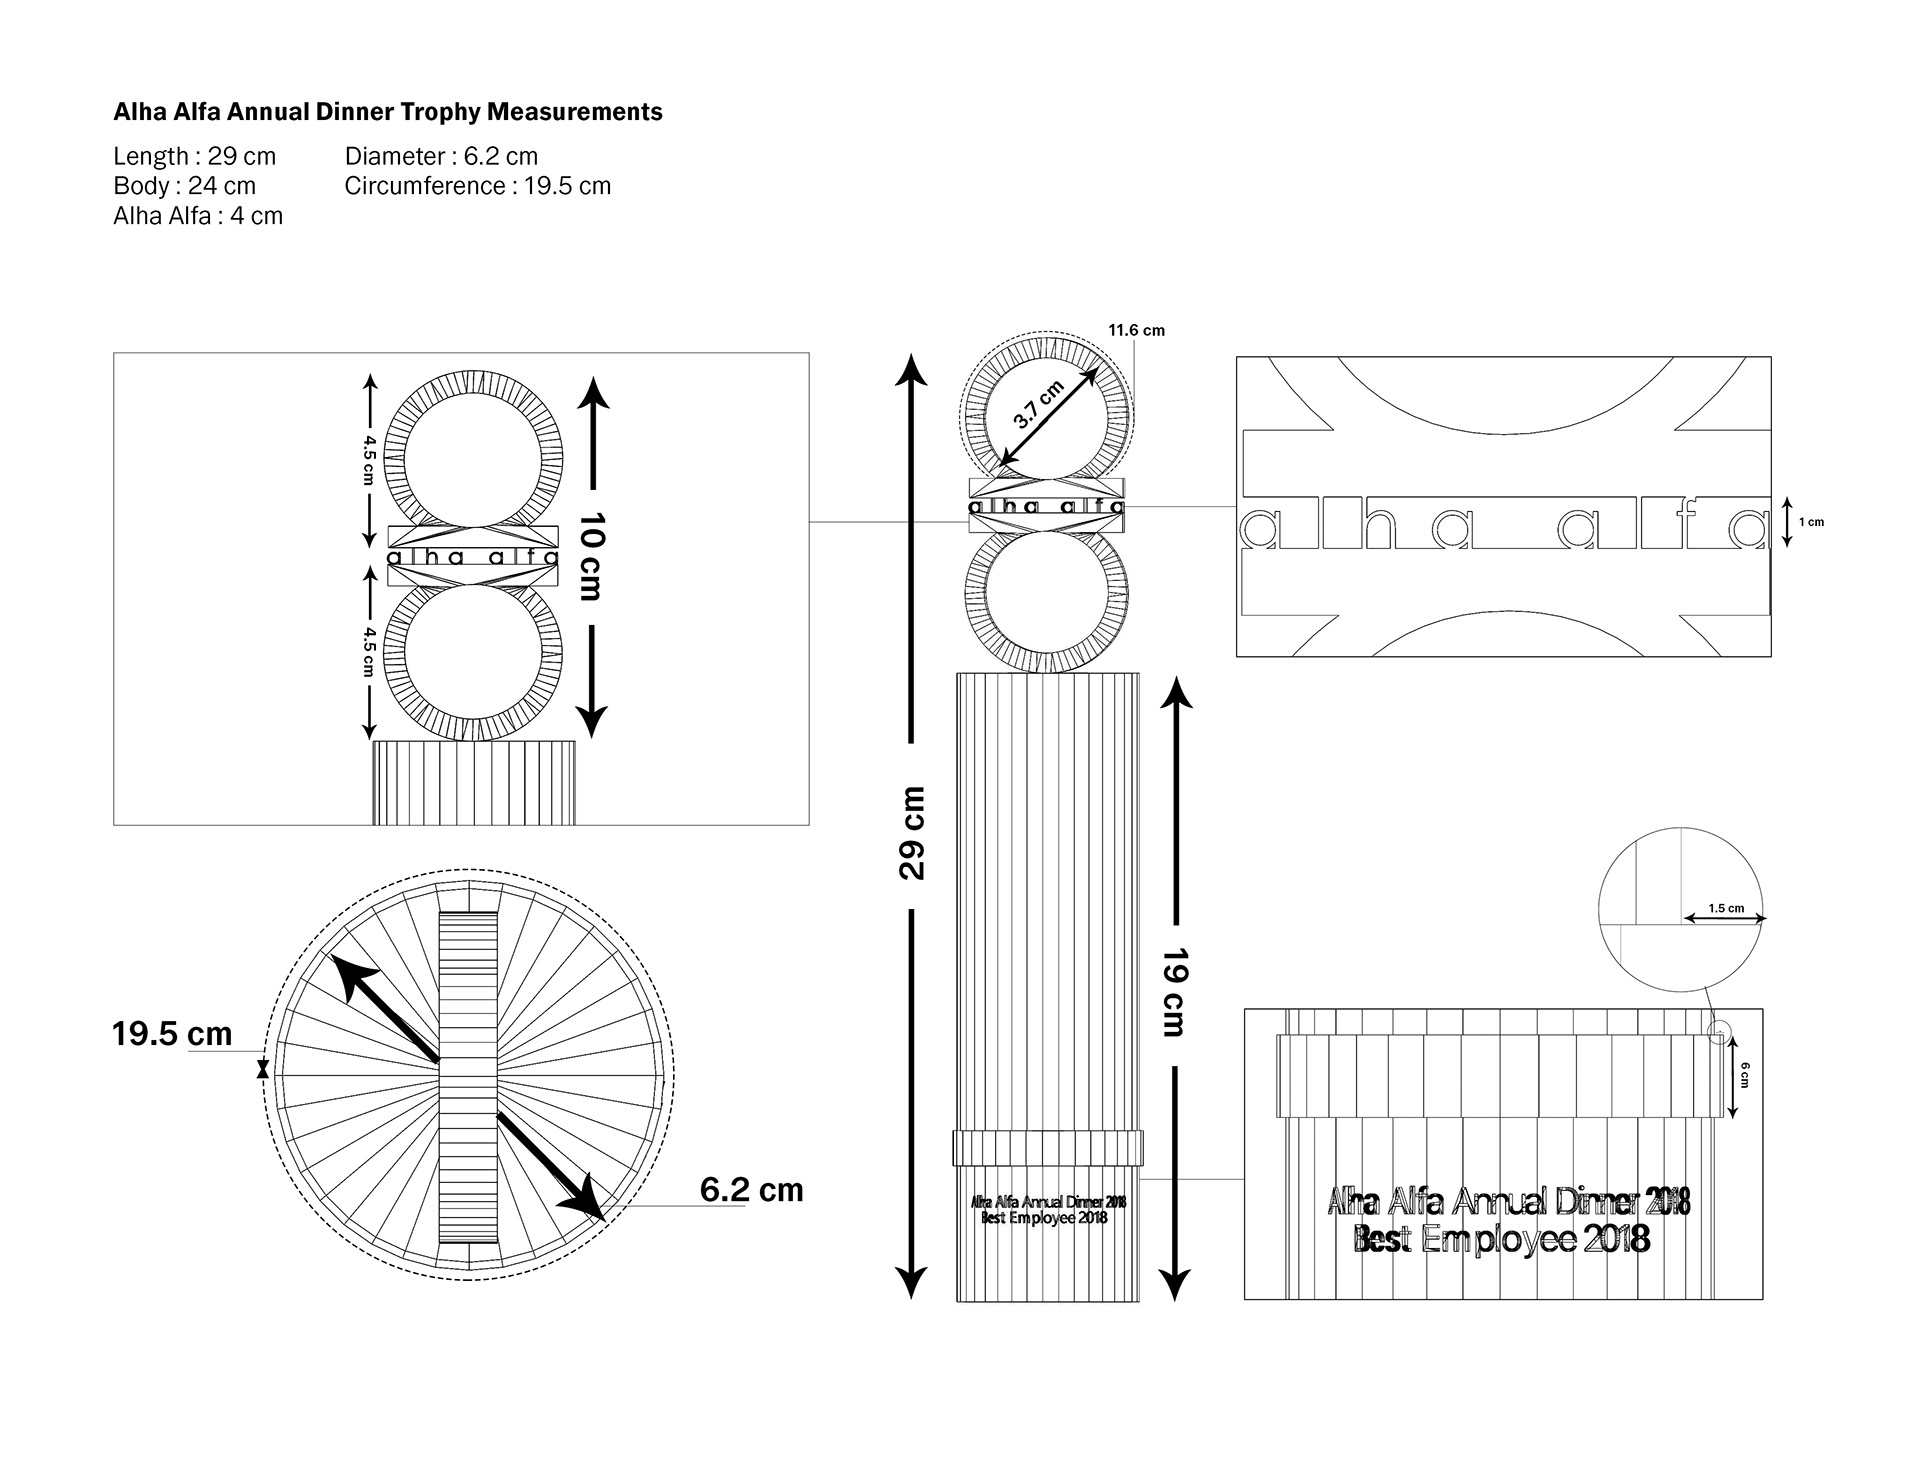 Alha Alfa Annual Dinner Trophy Measurements
Length : 29 cm
Diameter : 6.2 cm
Body : 24 cm
Circumference : 19.5 cm
Alha Alfa : 4 cm
11.6 cm
3.7 cm
4.5 cm
10 cm
alha alfa
4.5 cm
alha alfa
alha alfa
1 cm
29 cm
19 cm
1.5 cm
6 cm
19.5 cm
6.2 cm
Alha Alfa Annual Dinner 2018
Best Employee 2018
Alha Alfa Annual Dinner 2018
Best Employee 2018